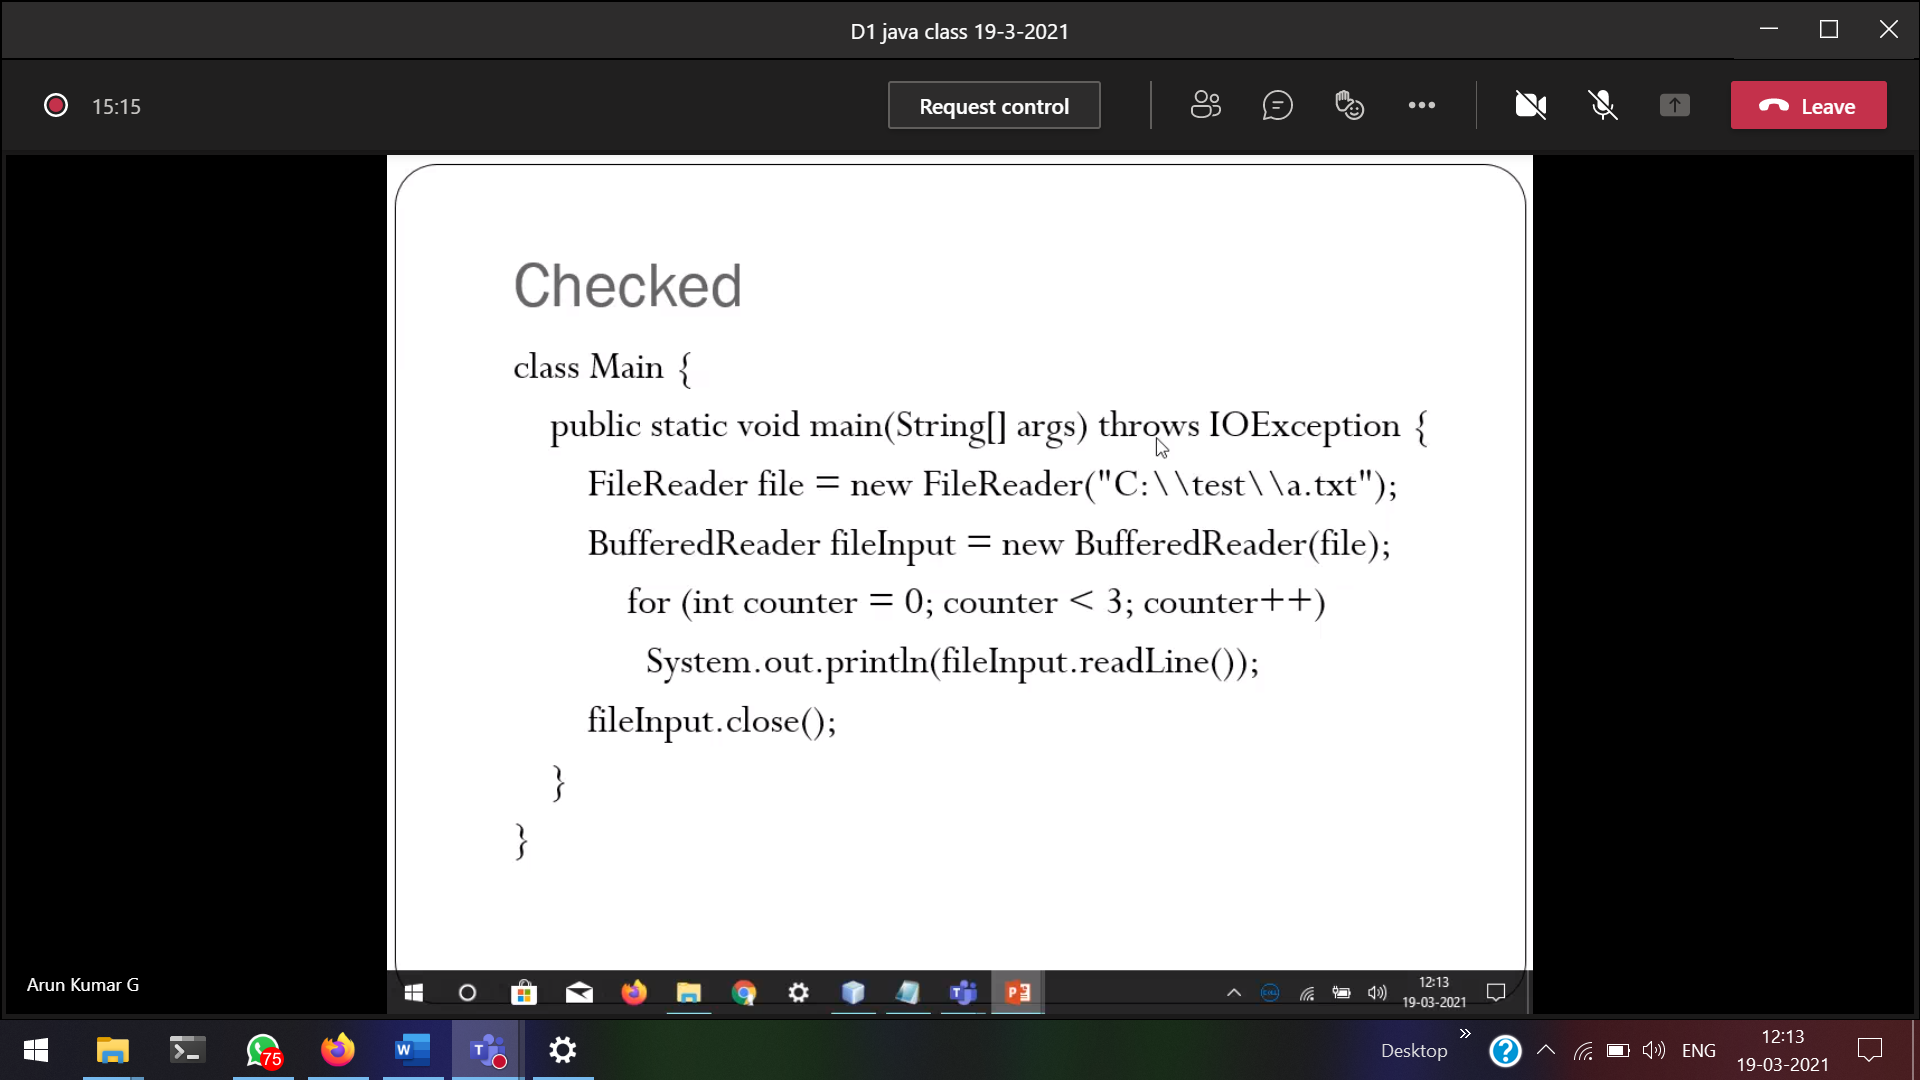 D1 java class 19-3-2021
15:15
Request control
Leave
Checked
class Main {
public static void main(String[] args) throws IOException {
FileReader file = new FileReader("C:\\test\\a.txt");
BufferedReader fileInput = new BufferedReader(file);
for (int counter = 0; counter < 3; counter++)
System.out.println(fileInput.readLine());
fileInput.close();
}
}
Arun Kumar G
12:13
19-03-2021
75
W
T
Desktop
ENG
12:13
19-03-2021